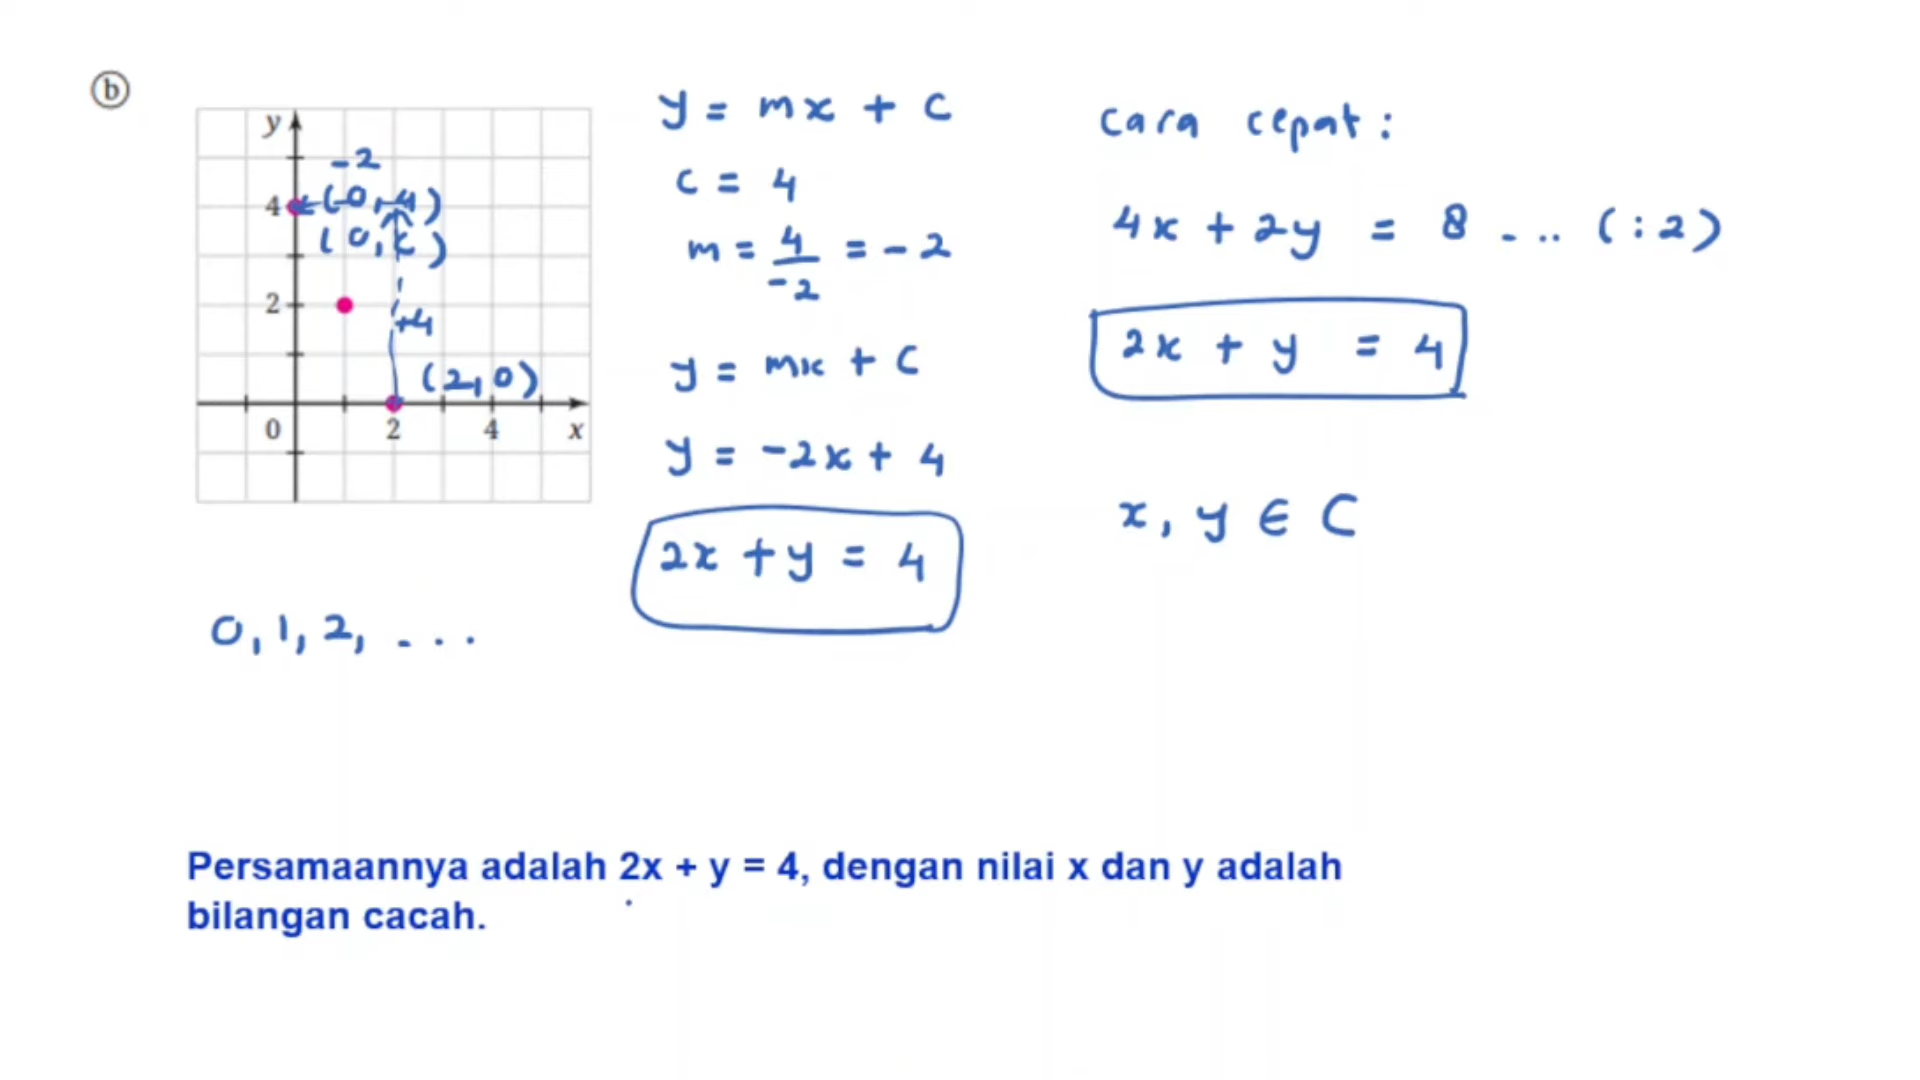 b
y
-2
4 (0, 4)
(0, c)
2
+4
(2, 0)
0 2 4 x
0, 1, 2, ...
y = mx + c
c = 4
m = 4/-2 = -2
y = mx + c
y = -2x + 4
2x + y = 4
cara cepat :
4x + 2y = 8 ... (:2)
2x + y = 4
x, y ∈ C
Persamaannya adalah 2x + y = 4, dengan nilai x dan y adalah
bilangan cacah.